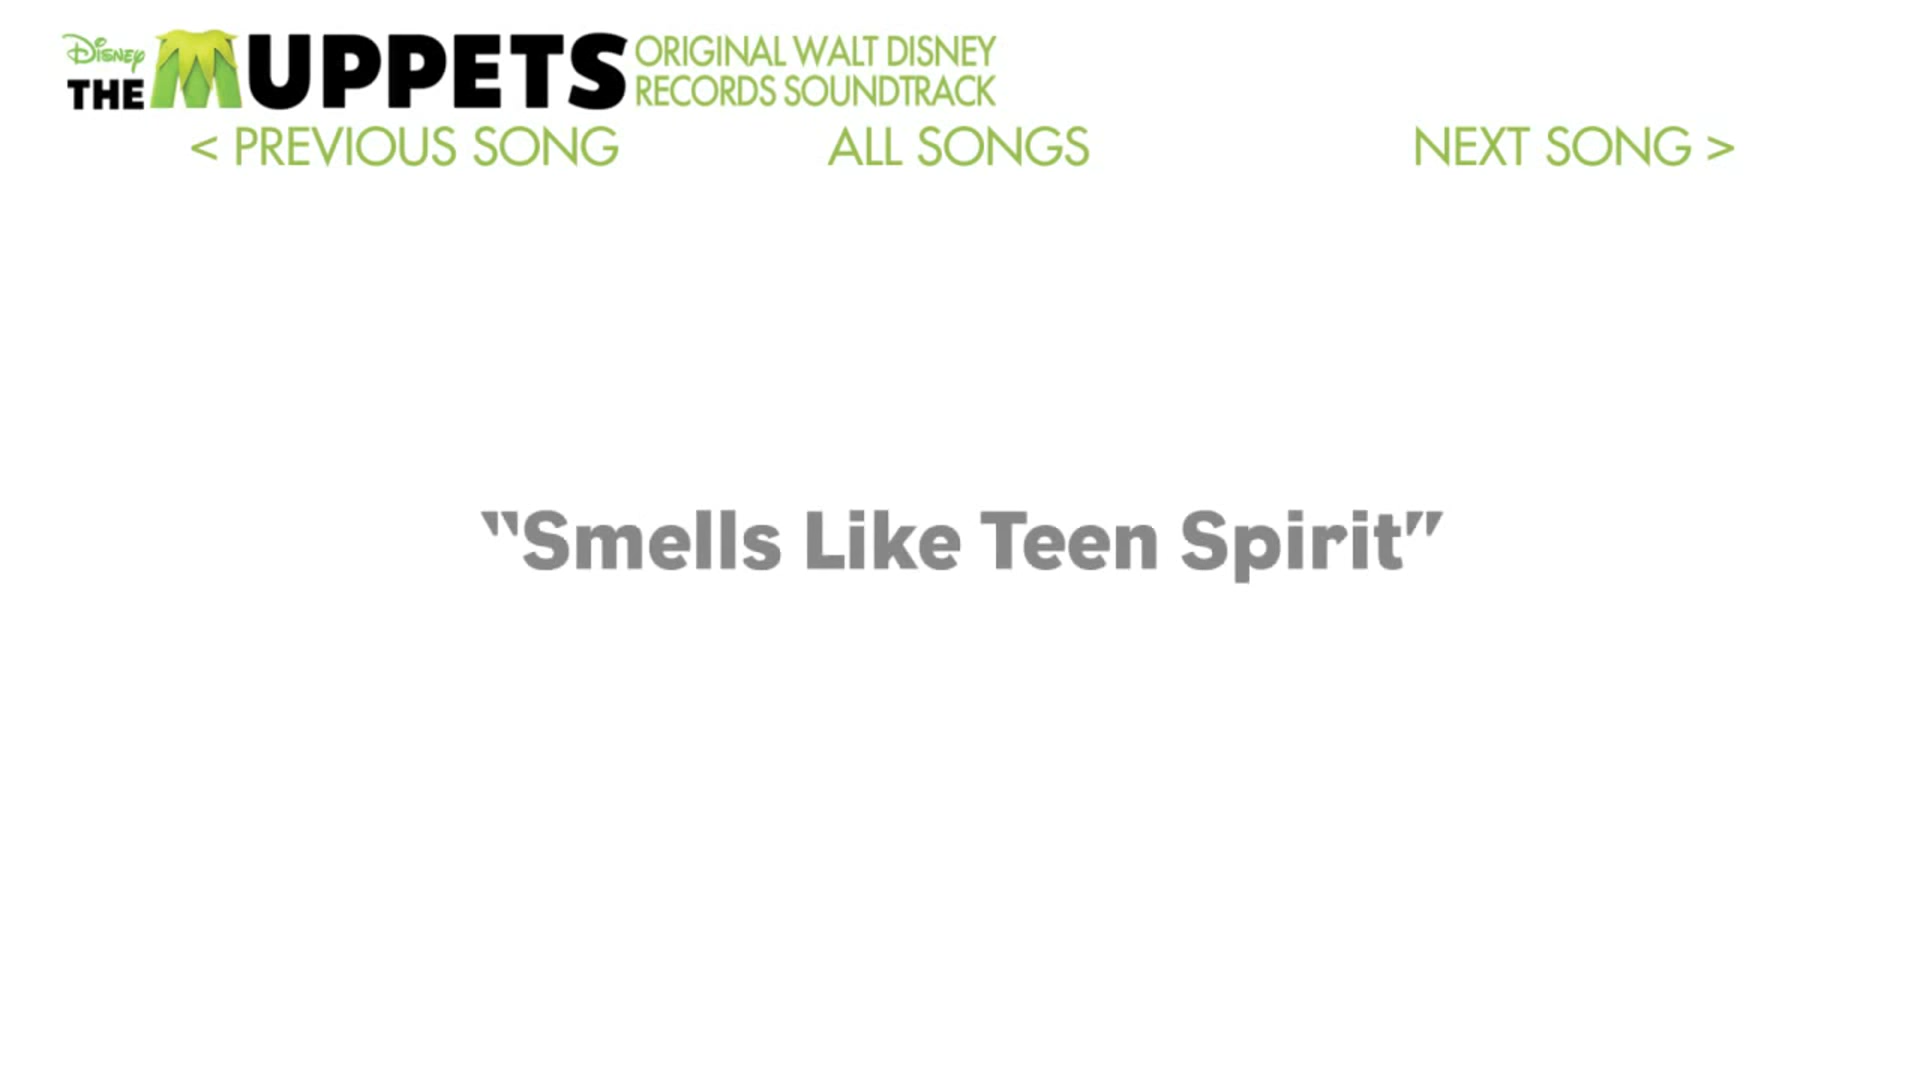 Disney
THE MUPPETS
ORIGINAL WALT DISNEY
RECORDS SOUNDTRACK
< PREVIOUS SONG
ALL SONGS
NEXT SONG >
“Smells Like Teen Spirit”